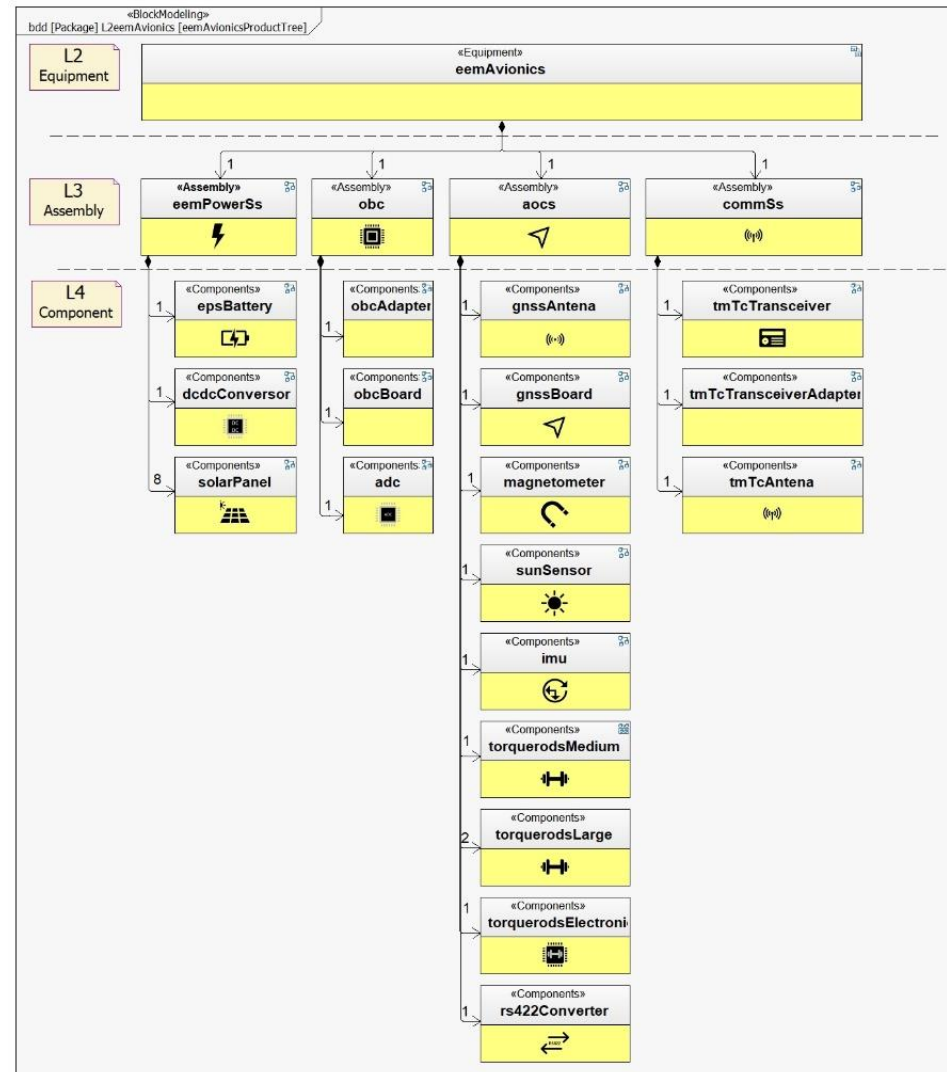 «BlockModeling»
bdd [Package] L2eemAvionics [eemAvionicsProductTree]
L2
Equipment
«Equipment»
eemAvionics
1
1
1
1
L3
Assembly
«Assembly»
eemPowerSs
«Assembly»
obc
«Assembly»
aocs
«Assembly»
commSs
L4
Component
1
«Components»
epsBattery
1
«Components»
dcdcConversor
DC
DC
8
«Components»
solarPanel
1
«Components»
obcAdapter
1
«Components»
obcBoard
1
«Components»
adc
1
«Components»
gnssAntena
1
«Components»
gnssBoard
1
«Components»
magnetometer
1
«Components»
sunSensor
1
«Components»
imu
1
«Components»
torquerodsMedium
2
«Components»
torquerodsLarge
1
«Components»
torquerodsElectroni
1
«Components»
rs422Converter
1
«Components»
tmTcTransceiver
1
«Components»
tmTcTransceiverAdapter
1
«Components»
tmTcAntena